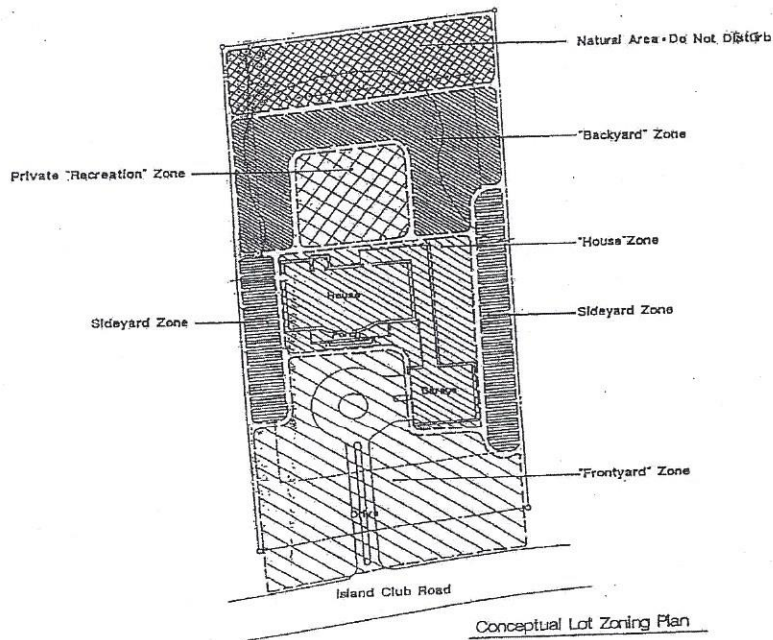 Natural Area • Do Not Disturb
"Backyard" Zone
Private "Recreation" Zone
"House" Zone
House
Sideyard Zone
Sideyard Zone
Garage
"Frontyard" Zone
Drive
Island Club Road
Conceptual Lot Zoning Plan